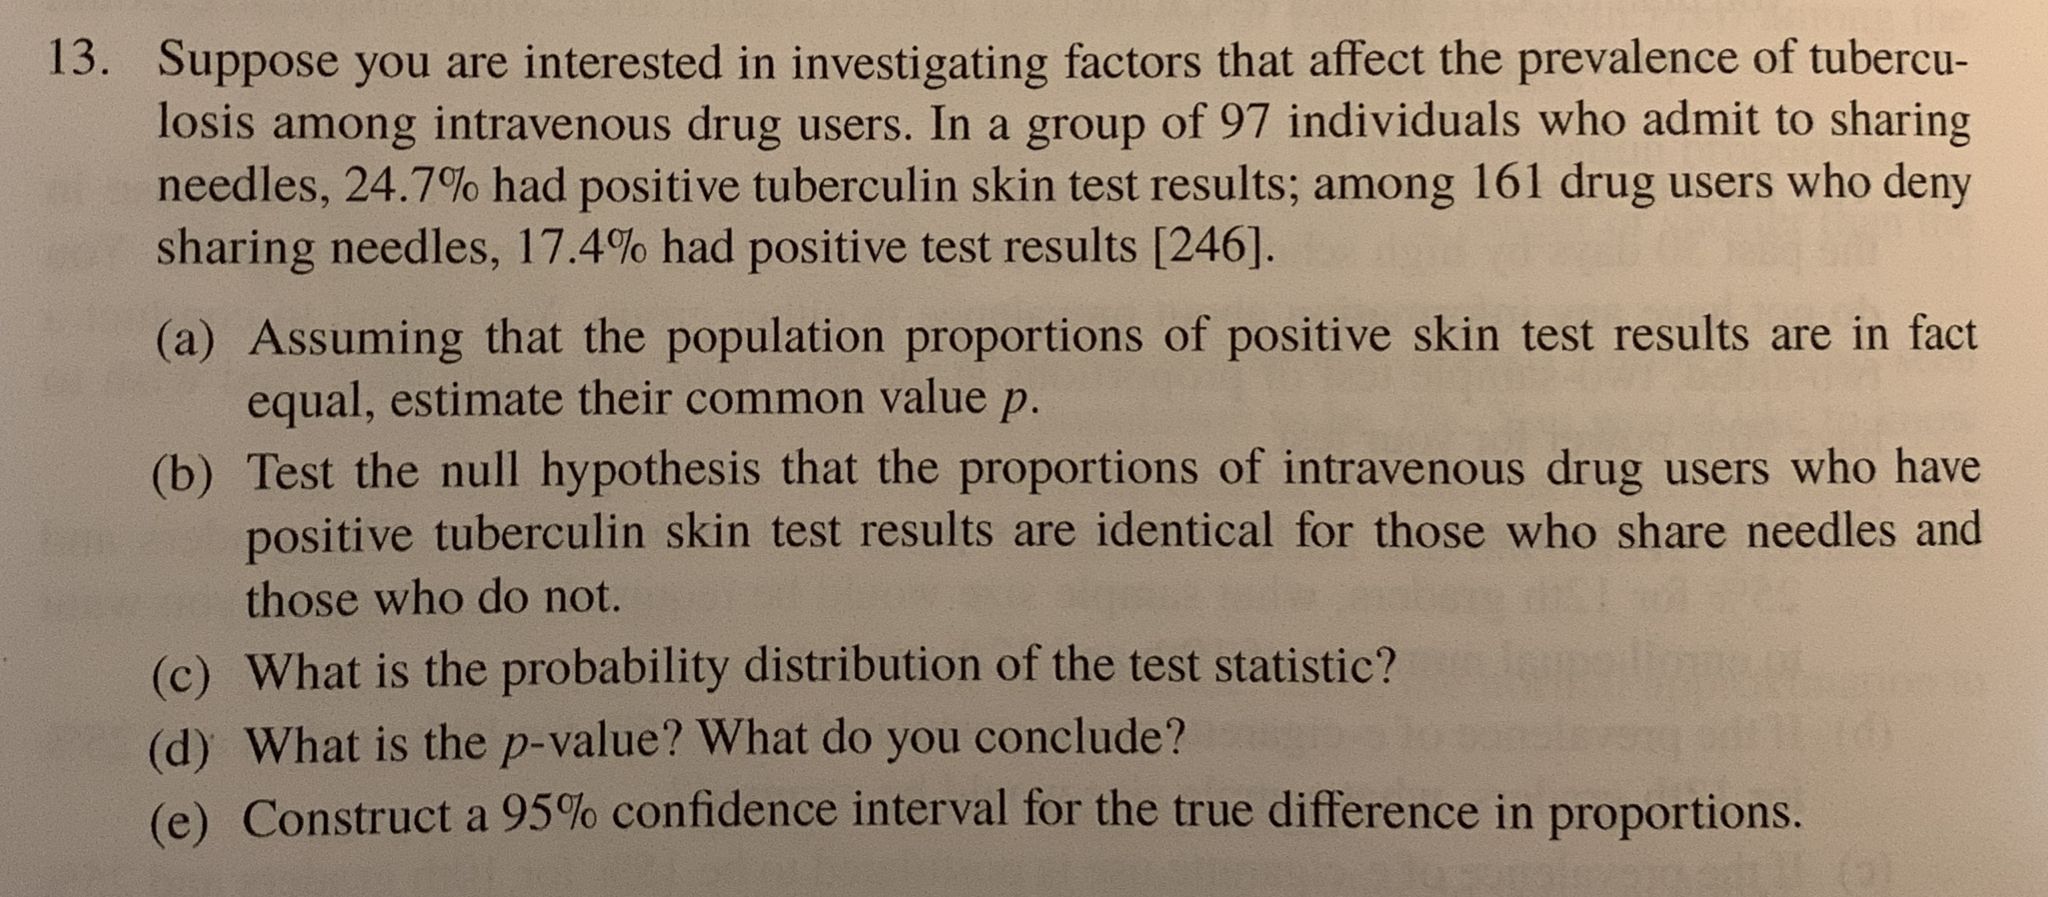 13. Suppose you are interested in investigating factors that affect the prevalence of tubercu-
losis among intravenous drug users. In a group of 97 individuals who admit to sharing
needles, 24.7% had positive tuberculin skin test results; among 161 drug users who deny
sharing needles, 17.4% had positive test results [246].
(a) Assuming that the population proportions of positive skin test results are in fact
equal, estimate their common value p.
(b) Test the null hypothesis that the proportions of intravenous drug users who have
positive tuberculin skin test results are identical for those who share needles and
those who do not.
(c) What is the probability distribution of the test statistic?
(d) What is the p-value? What do you conclude?
(e) Construct a 95% confidence interval for the true difference in proportions.